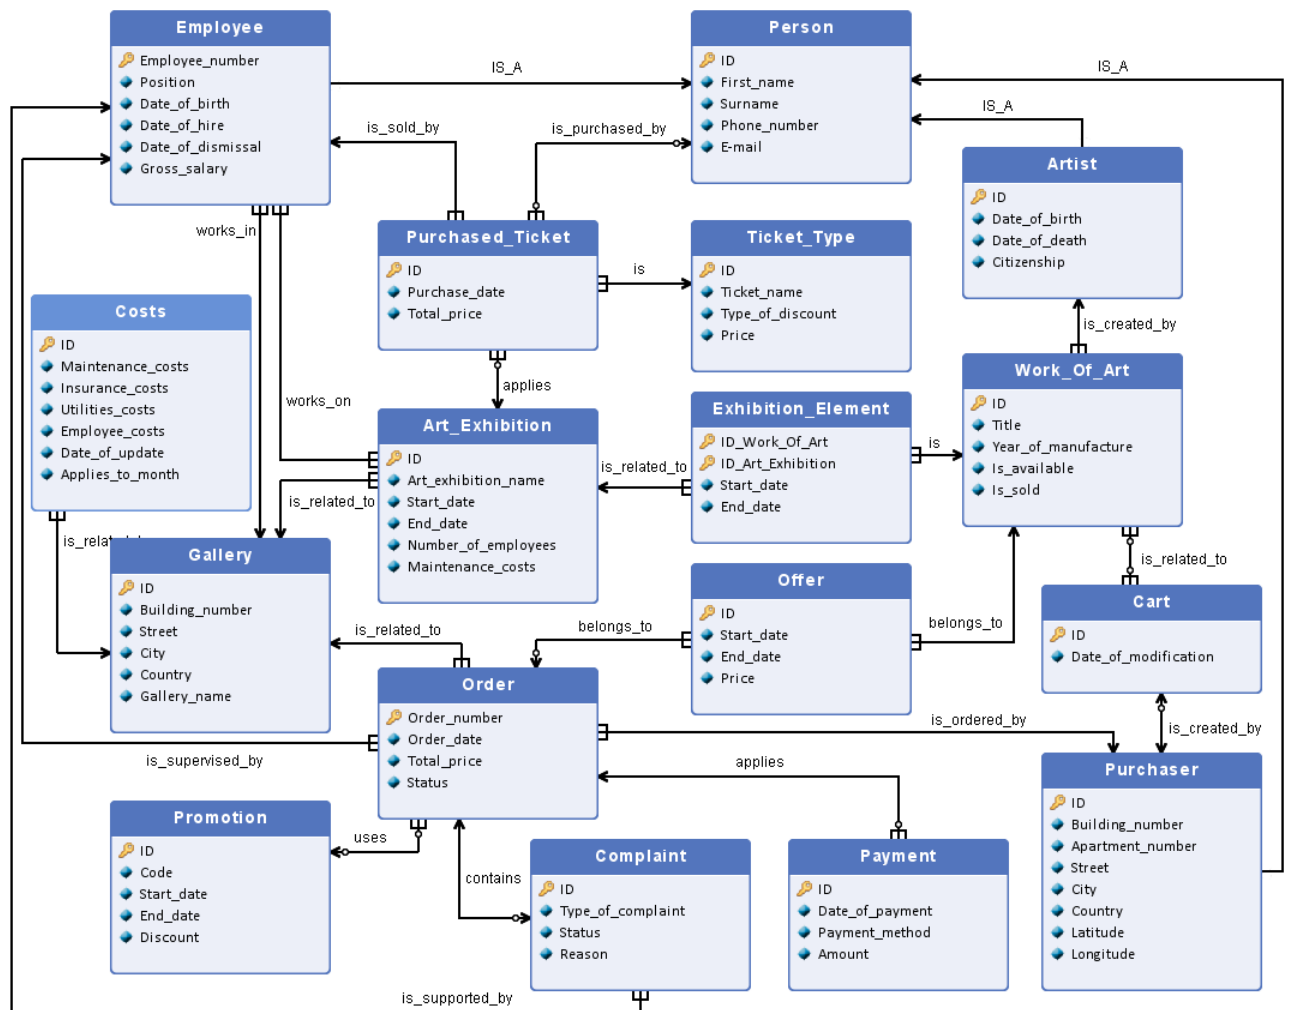 Employee
Employee_number
Position
Date_of_birth
Date_of_hire
Date_of_dismissal
Gross_salary
IS_A
Person
ID
First_name
Surname
Phone_number
E-mail
IS_A
IS_A
is_sold_by
is_purchased_by
Artist
ID
Date_of_birth
Date_of_death
Citizenship
works_in
Purchased_Ticket
ID
Purchase_date
Total_price
is
Ticket_Type
ID
Ticket_name
Type_of_discount
Price
is_created_by
Costs
ID
Maintenance_costs
Insurance_costs
Utilities_costs
Employee_costs
Date_of_update
Applies_to_month
works_on
applies
Art_Exhibition
ID
Art_exhibition_name
Start_date
End_date
Number_of_employees
Maintenance_costs
is_related_to
is_related_to
Exhibition_Element
ID_Work_Of_Art
ID_Art_Exhibition
Start_date
End_date
is
Work_Of_Art
ID
Title
Year_of_manufacture
Is_available
Is_sold
is_related_to
Gallery
ID
Building_number
Street
City
Country
Gallery_name
is_related_to
belongs_to
Offer
ID
Start_date
End_date
Price
belongs_to
Cart
ID
Date_of_modification
Order
Order_number
Order_date
Total_price
Status
is_ordered_by
is_created_by
is_supervised_by
applies
Purchaser
ID
Building_number
Apartment_number
Street
City
Country
Latitude
Longitude
Promotion
ID
Code
Start_date
End_date
Discount
uses
contains
Complaint
ID
Type_of_complaint
Status
Reason
Payment
ID
Date_of_payment
Payment_method
Amount
is_supported_by